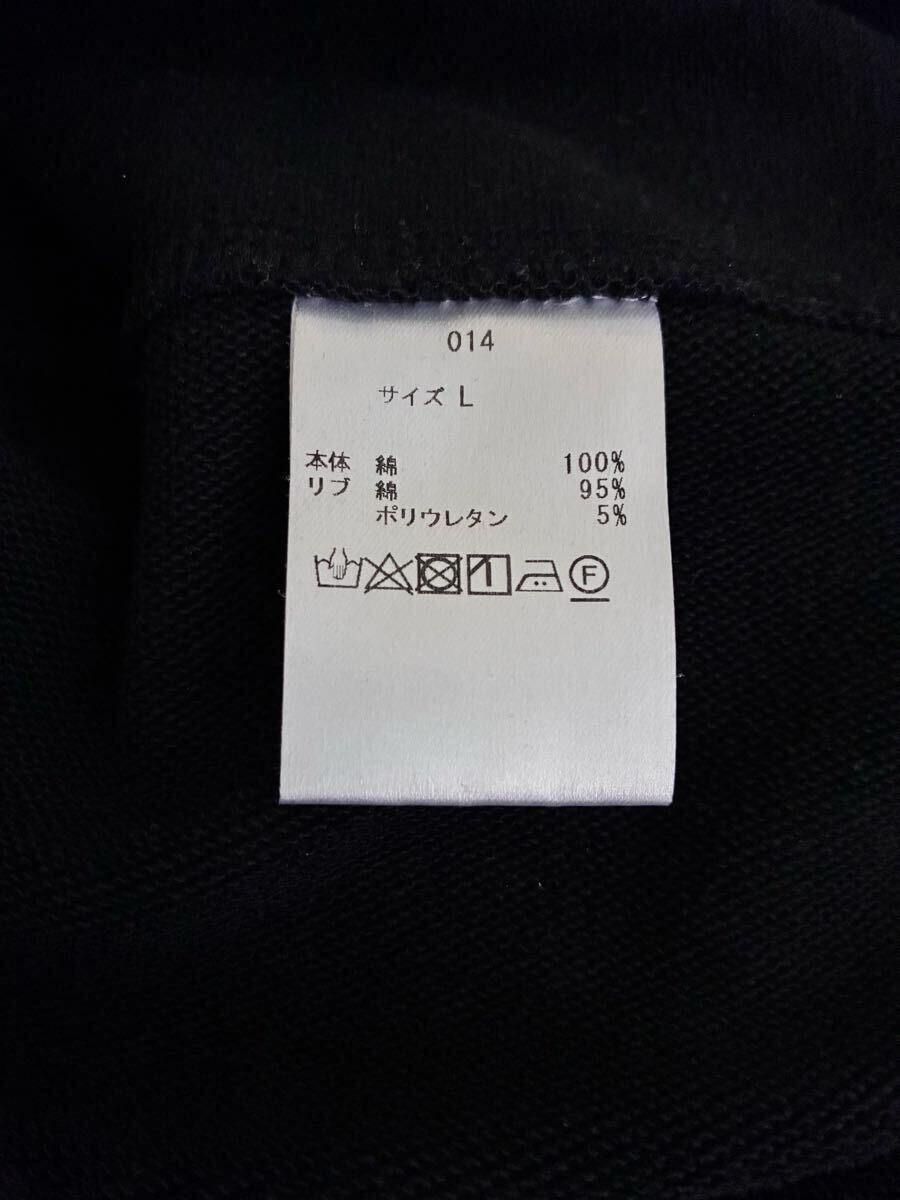 014
サイズ L
本体 綿 100%
リブ 綿 95%
ポリウレタン 5%
F